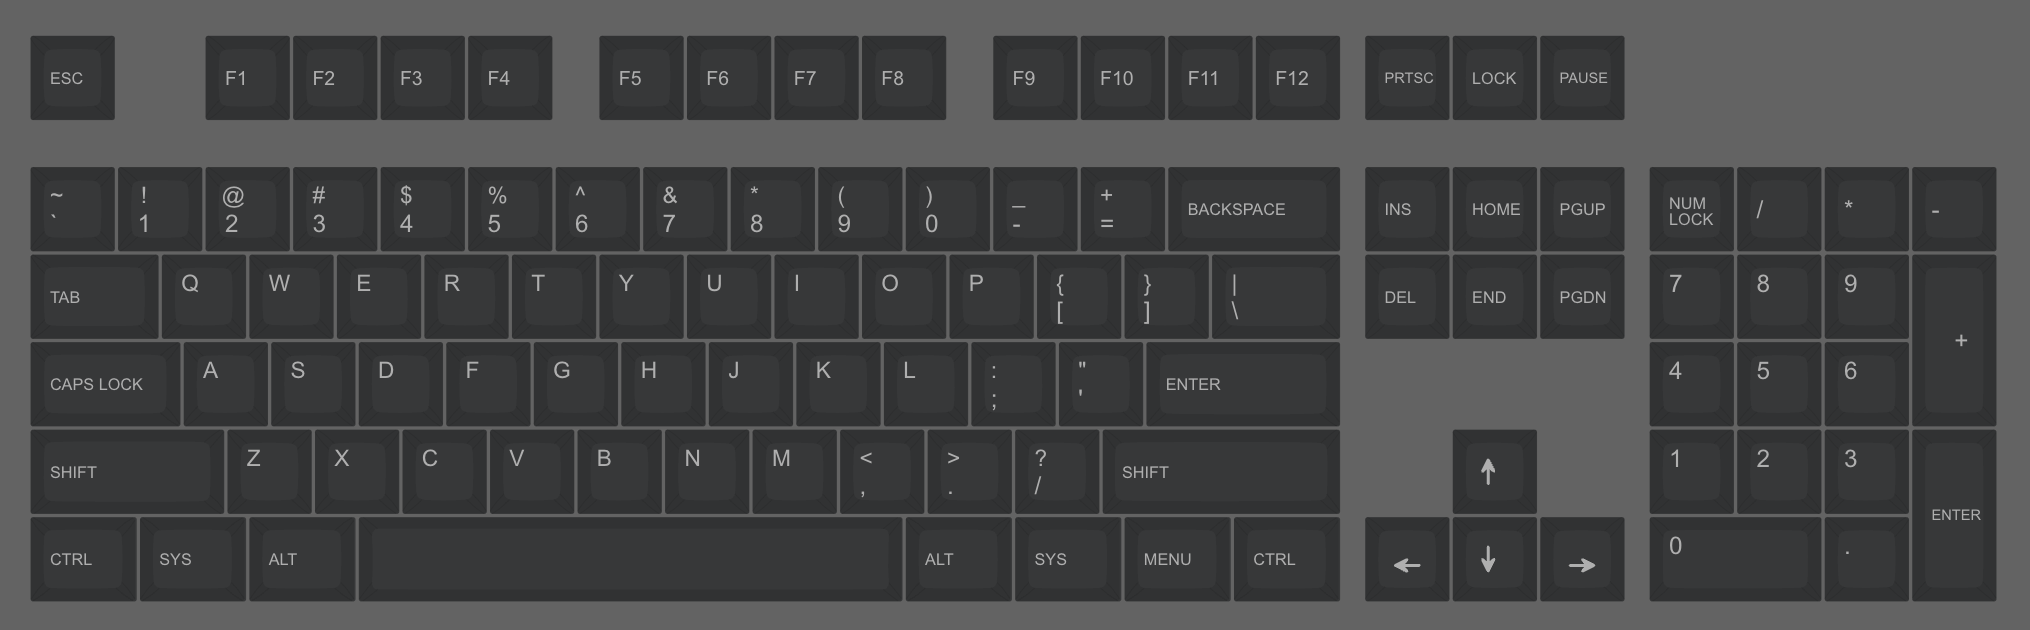 ESC F1 F2 F3 F4 F5 F6 F7 F8 F9 F10 F11 F12 PRTSC LOCK PAUSE
~ ! @ # $ % ^ & * ( ) _ +
` 1 2 3 4 5 6 7 8 9 0 - = BACKSPACE INS HOME PGUP NUM LOCK / * -
TAB Q W E R T Y U I O P { } | DEL END PGDN 7 8 9
[ ] \
+
CAPS LOCK A S D F G H J K L : " ENTER 4 5 6
; '
SHIFT Z X C V B N M < > ? SHIFT ↑ 1 2 3
, . /
ENTER
CTRL SYS ALT ALT SYS MENU CTRL ← ↓ → 0 .